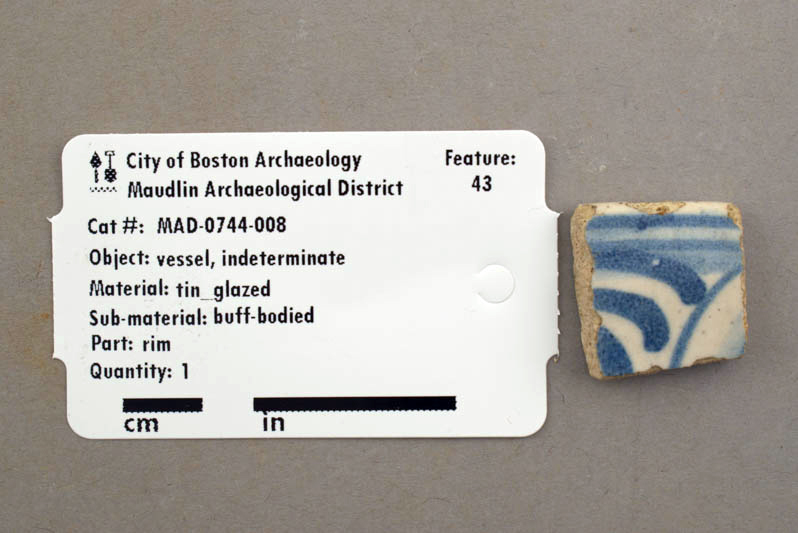 City of Boston Archaeology
Maudlin Archaeological District
Feature:
43
Cat #: MAD-0744-008
Object: vessel, indeterminate
Material: tin_glazed
Sub-material: buff-bodied
Part: rim
Quantity: 1
cm in